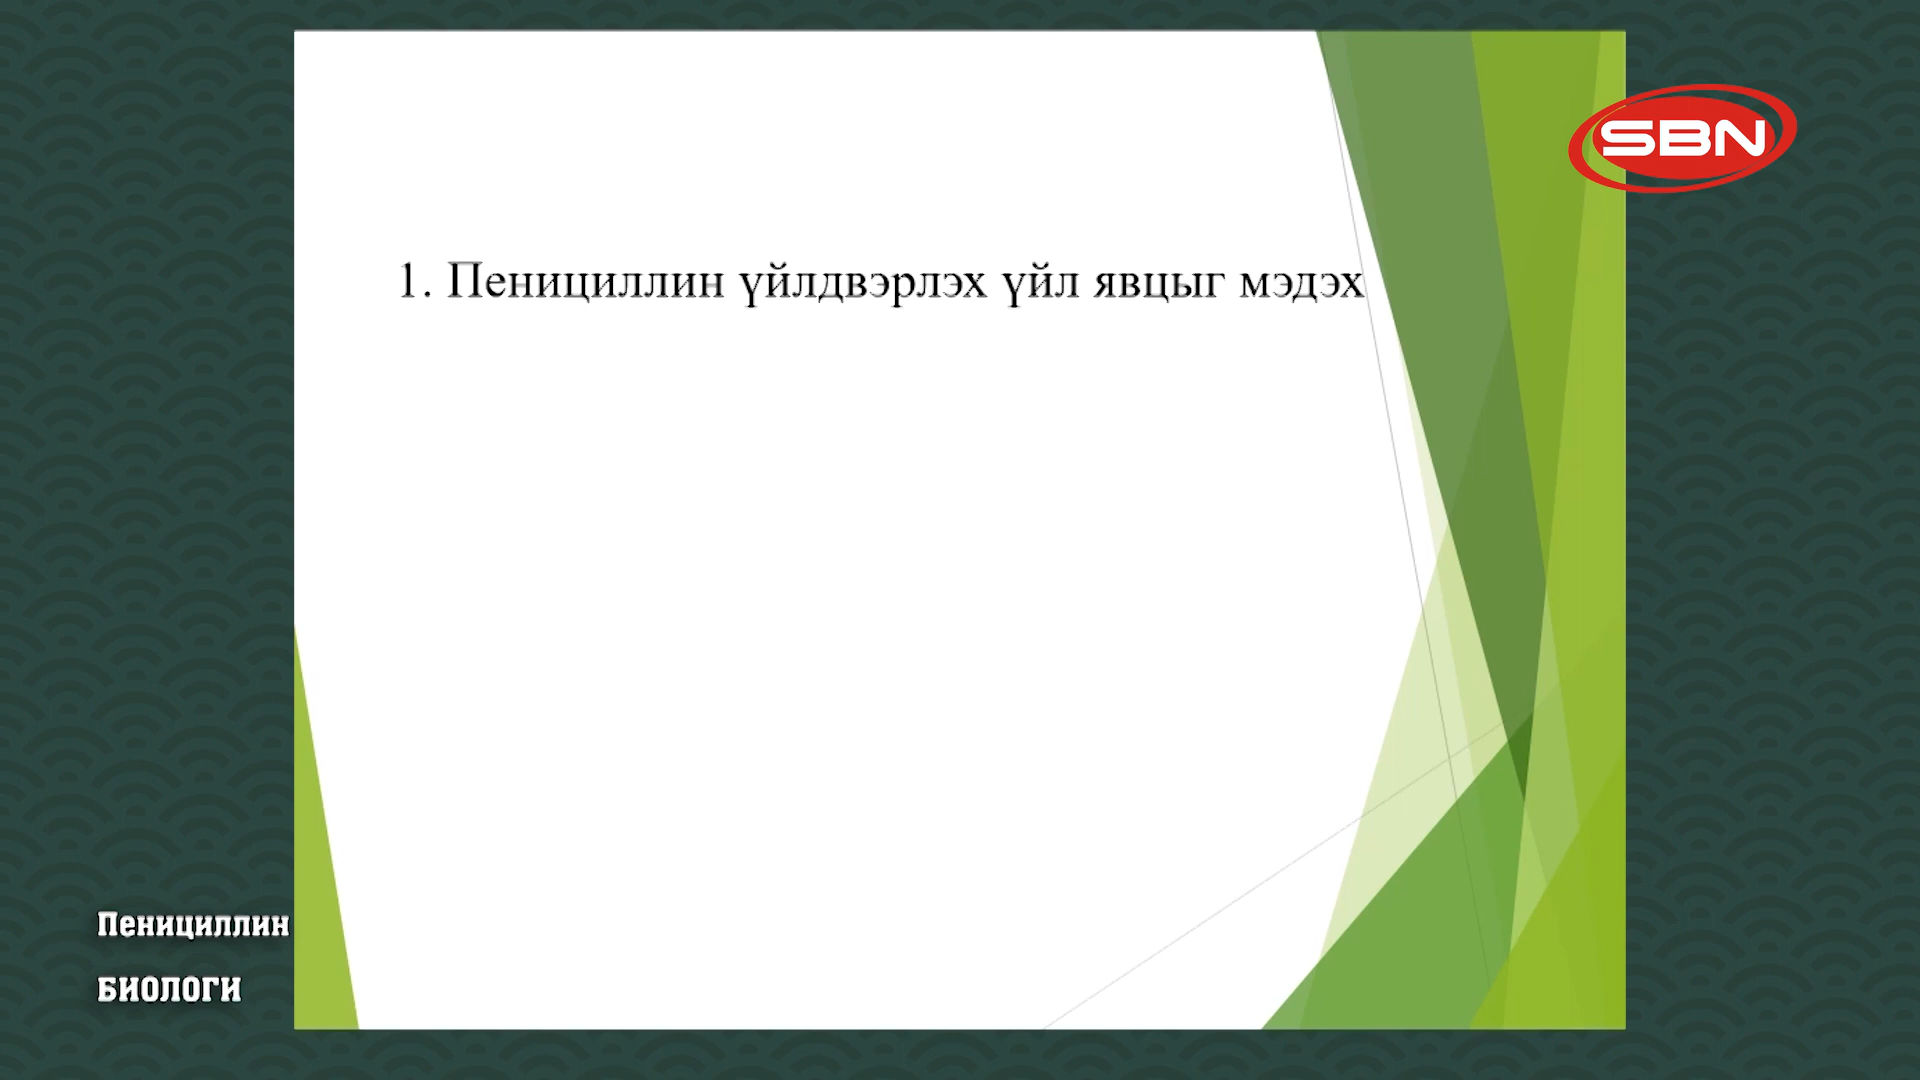 SBN
1. Пенициллин үйлдвэрлэх үйл явцыг мэдэх
Пенициллин
БИОЛОГИ